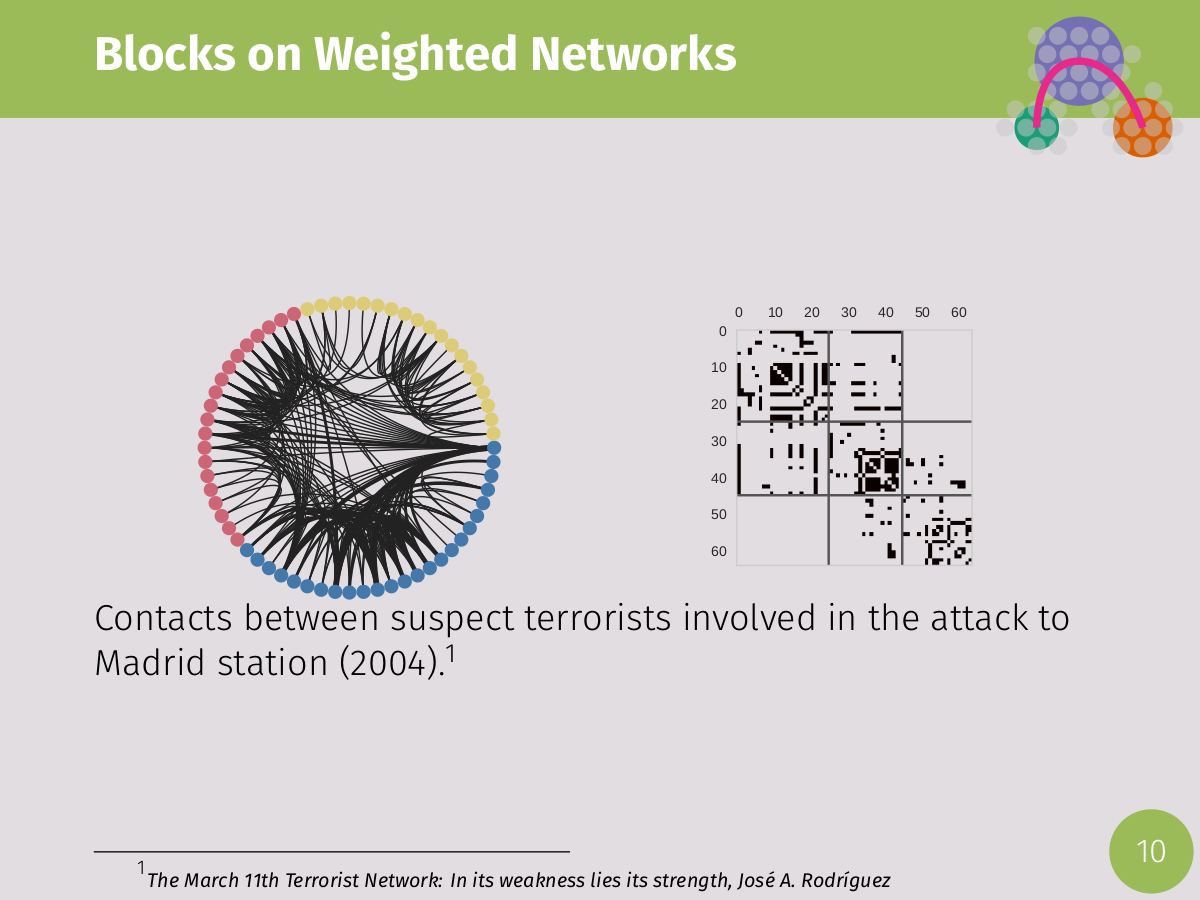 Blocks on Weighted Networks
0 10 20 30 40 50 60
0
10
20
30
40
50
60
Contacts between suspect terrorists involved in the attack to
Madrid station (2004).1
1The March 11th Terrorist Network: In its weakness lies its strength, José A. Rodríguez
10